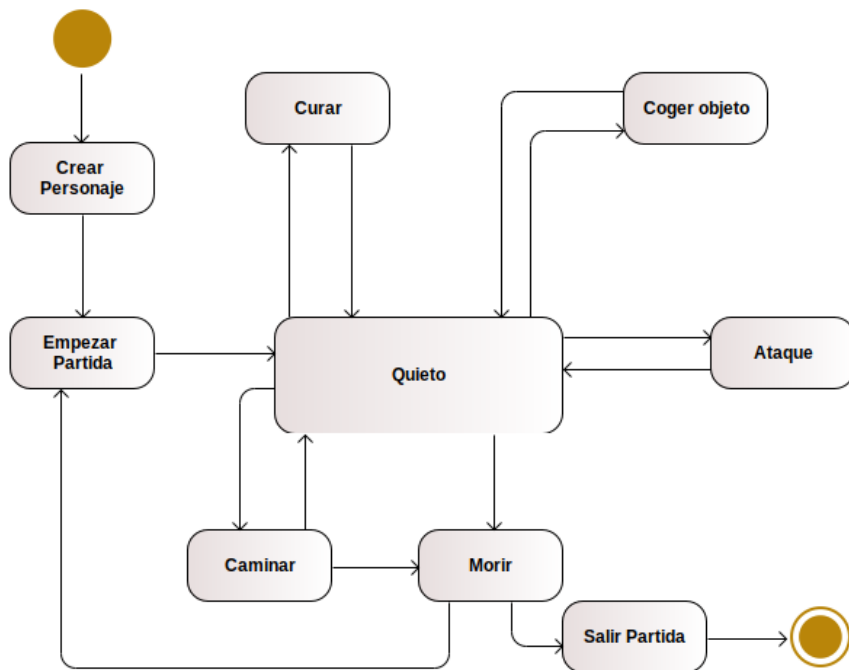 Curar
Coger objeto
Crear
Personaje
Empezar
Partida
Quieto
Ataque
Caminar
Morir
Salir Partida